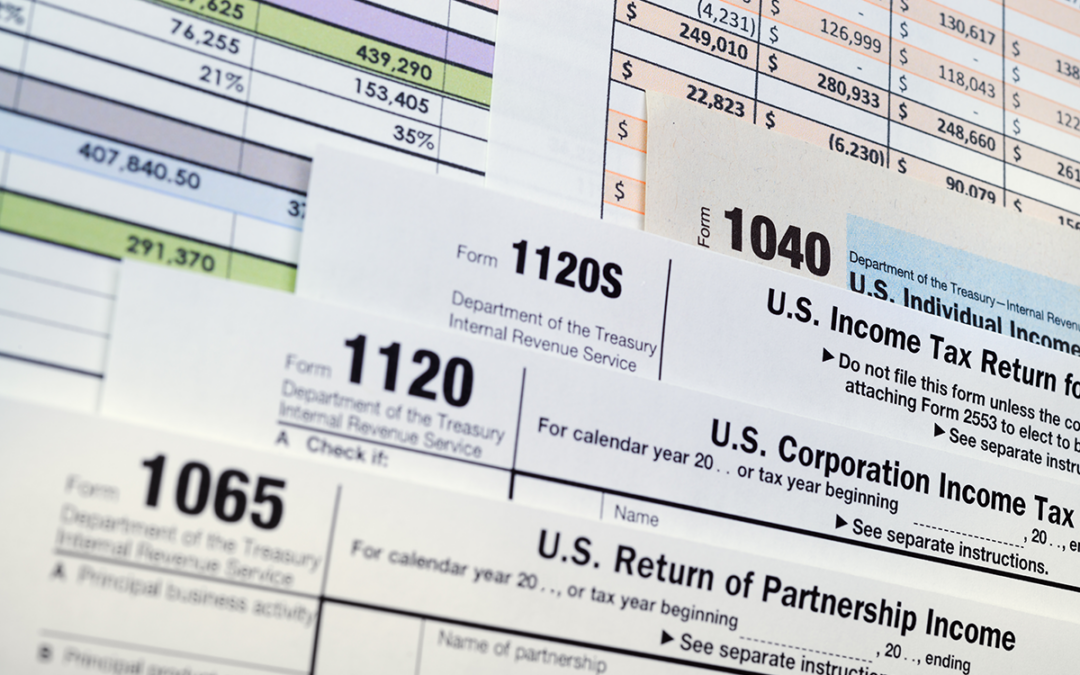 7,625
76,255
439,290
21%
153,405
35%
407,840.50
37
291,370
$ (4,231) $ - $ 130,617 $ 138
249,010 $ 126,999 $ 118,043 $ 122
$ 22,823 $ 280,933 $ 248,660 $ 261
$ $ (6,230) $ 90,079 $
$
Form 1040
Department of the Treasury—Internal Reven
U.S. Individual Income
Form 1120S
Department of the Treasury
Internal Revenue Service
U.S. Income Tax Return fo
▶ Do not file this form unless the co
attaching Form 2553 to elect to b
▶ See separate instru
Form 1120
Department of the Treasury
Internal Revenue Service
A Check if:
U.S. Corporation Income Tax
For calendar year 20 . . or tax year beginning , 20 . ., en
▶ See separate instructions.
Name
Form 1065
Department of the Treasury
Internal Revenue Service
A Principal business activity
B Principal
U.S. Return of Partnership Income
For calendar year 20 . ., or tax year beginning , 20 . ., ending
▶ See separate instructio
Name of partnership